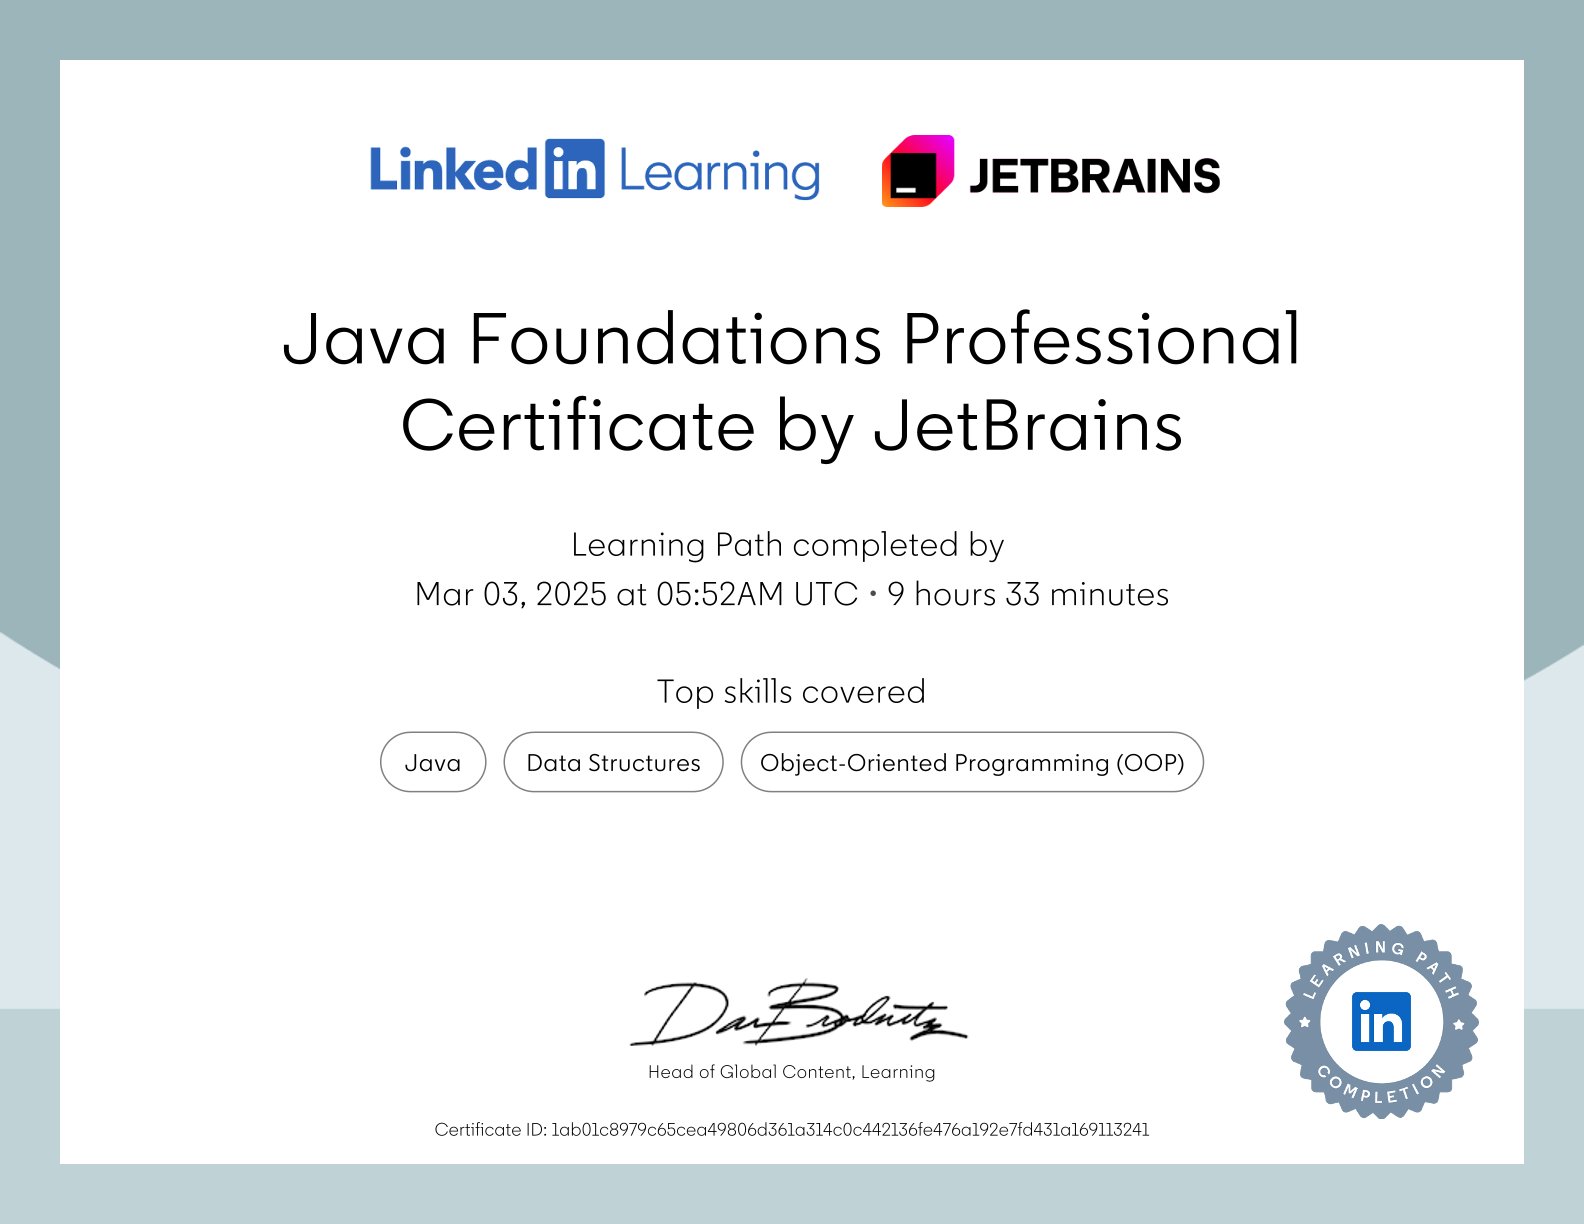 LinkedIn Learning JETBRAINS
Java Foundations Professional
Certificate by JetBrains
Learning Path completed by
Mar 03, 2025 at 05:52AM UTC • 9 hours 33 minutes
Top skills covered
Java Data Structures Object-Oriented Programming (OOP)
Dan Brodnitz
Head of Global Content, Learning
LEARNING PATH
in
COMPLETION
Certificate ID: 1ab01c8979c65cea49806d361a314c0c442136fe476a192e7fd431a169113241